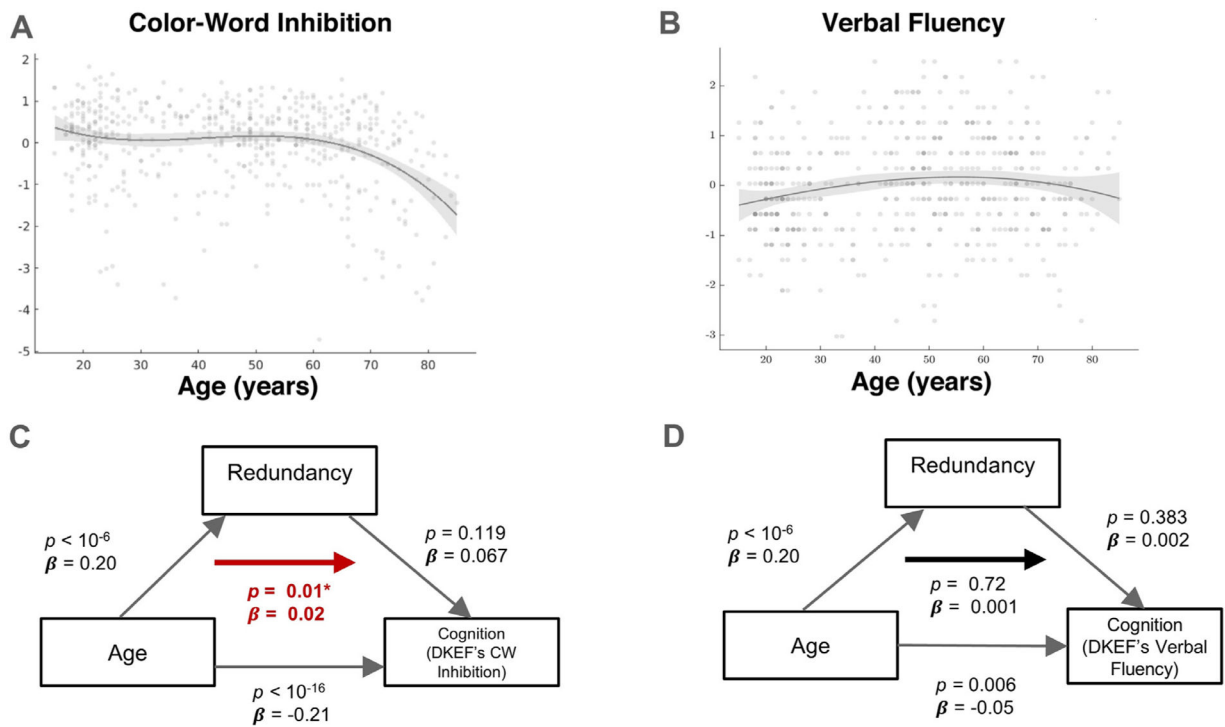 A
Color-Word Inhibition
2
1
0
-1
-2
-3
-4
-5
20
30
40
50
60
70
80
Age (years)
B
Verbal Fluency
2
1
0
-1
-2
-3
20
30
40
50
60
70
80
Age (years)
C
Redundancy
p < 10⁻⁶
β = 0.20
p = 0.119
β = 0.067
p = 0.01*
β = 0.02
Age
Cognition
(DKEF's CW
Inhibition)
p < 10⁻¹⁶
β = -0.21
D
Redundancy
p < 10⁻⁶
β = 0.20
p = 0.383
β = 0.002
p = 0.72
β = 0.001
Age
Cognition
(DKEF's Verbal
Fluency)
p = 0.006
β = -0.05